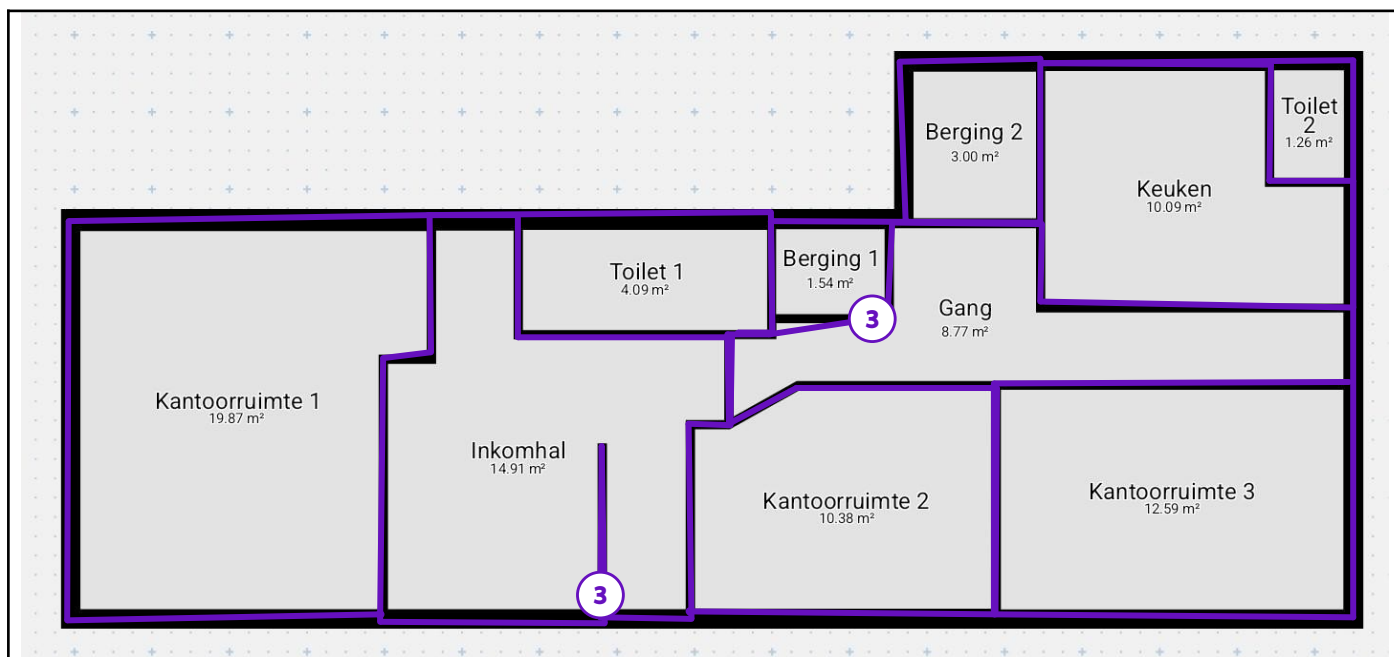 Berging 2
3.00 m²
Toilet
2
1.26 m²
Keuken
10.09 m²
Toilet 1
4.09 m²
Berging 1
1.54 m²
3
Gang
8.77 m²
Kantoorruimte 1
19.87 m²
Inkomhal
14.91 m²
Kantoorruimte 2
10.38 m²
Kantoorruimte 3
12.59 m²
3